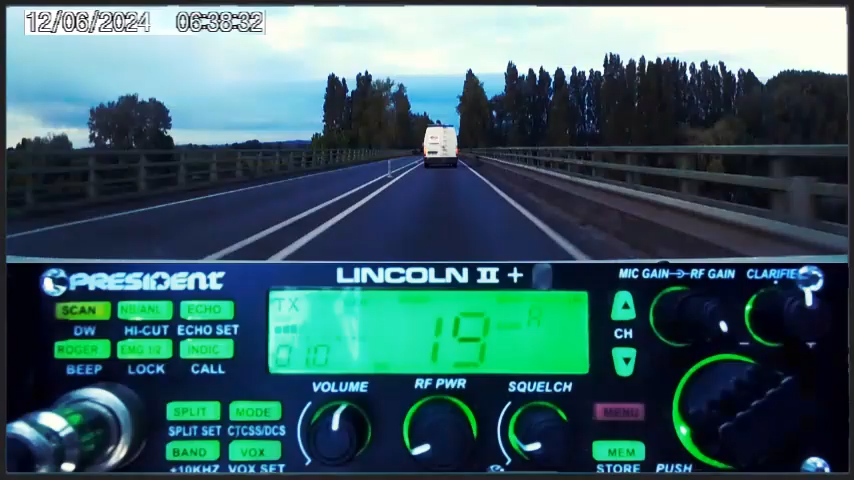 12/06/2024 06:38:32
PRESIDENT LINCOLN II + MIC GAIN RF GAIN CLARIFIE
SCAN NB/ANL ECHO
DW HI-CUT ECHO SET
ROGER EMG 1/2 INDIC
BEEP LOCK CALL
TX
19 A
010
CH
VOLUME RF PWR SQUELCH
SPLIT MODE
SPLIT SET CTCSS/DCS
MENU
BAND VOX
+10KHZ VOX SET
MEM
STORE PUSH